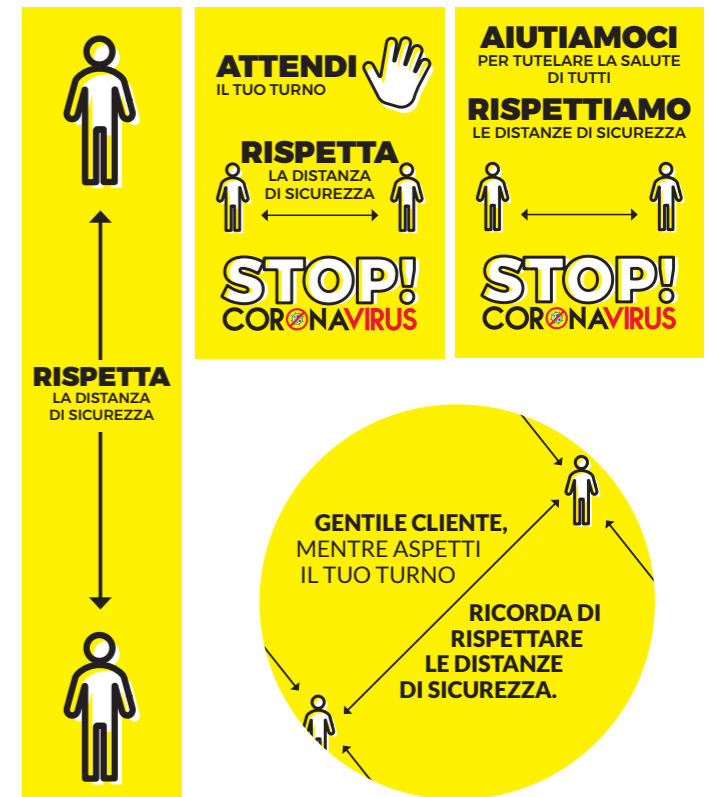 RISPETTA
LA DISTANZA
DI SICUREZZA
ATTENDI
IL TUO TURNO
RISPETTA
LA DISTANZA
DI SICUREZZA
STOP!
CORONAVIRUS
AIUTIAMOCI
PER TUTELARE LA SALUTE
DI TUTTI
RISPETTIAMO
LE DISTANZE DI SICUREZZA
STOP!
CORONAVIRUS
GENTILE CLIENTE,
MENTRE ASPETTI
IL TUO TURNO
RICORDA DI
RISPETTARE
LE DISTANZE
DI SICUREZZA.